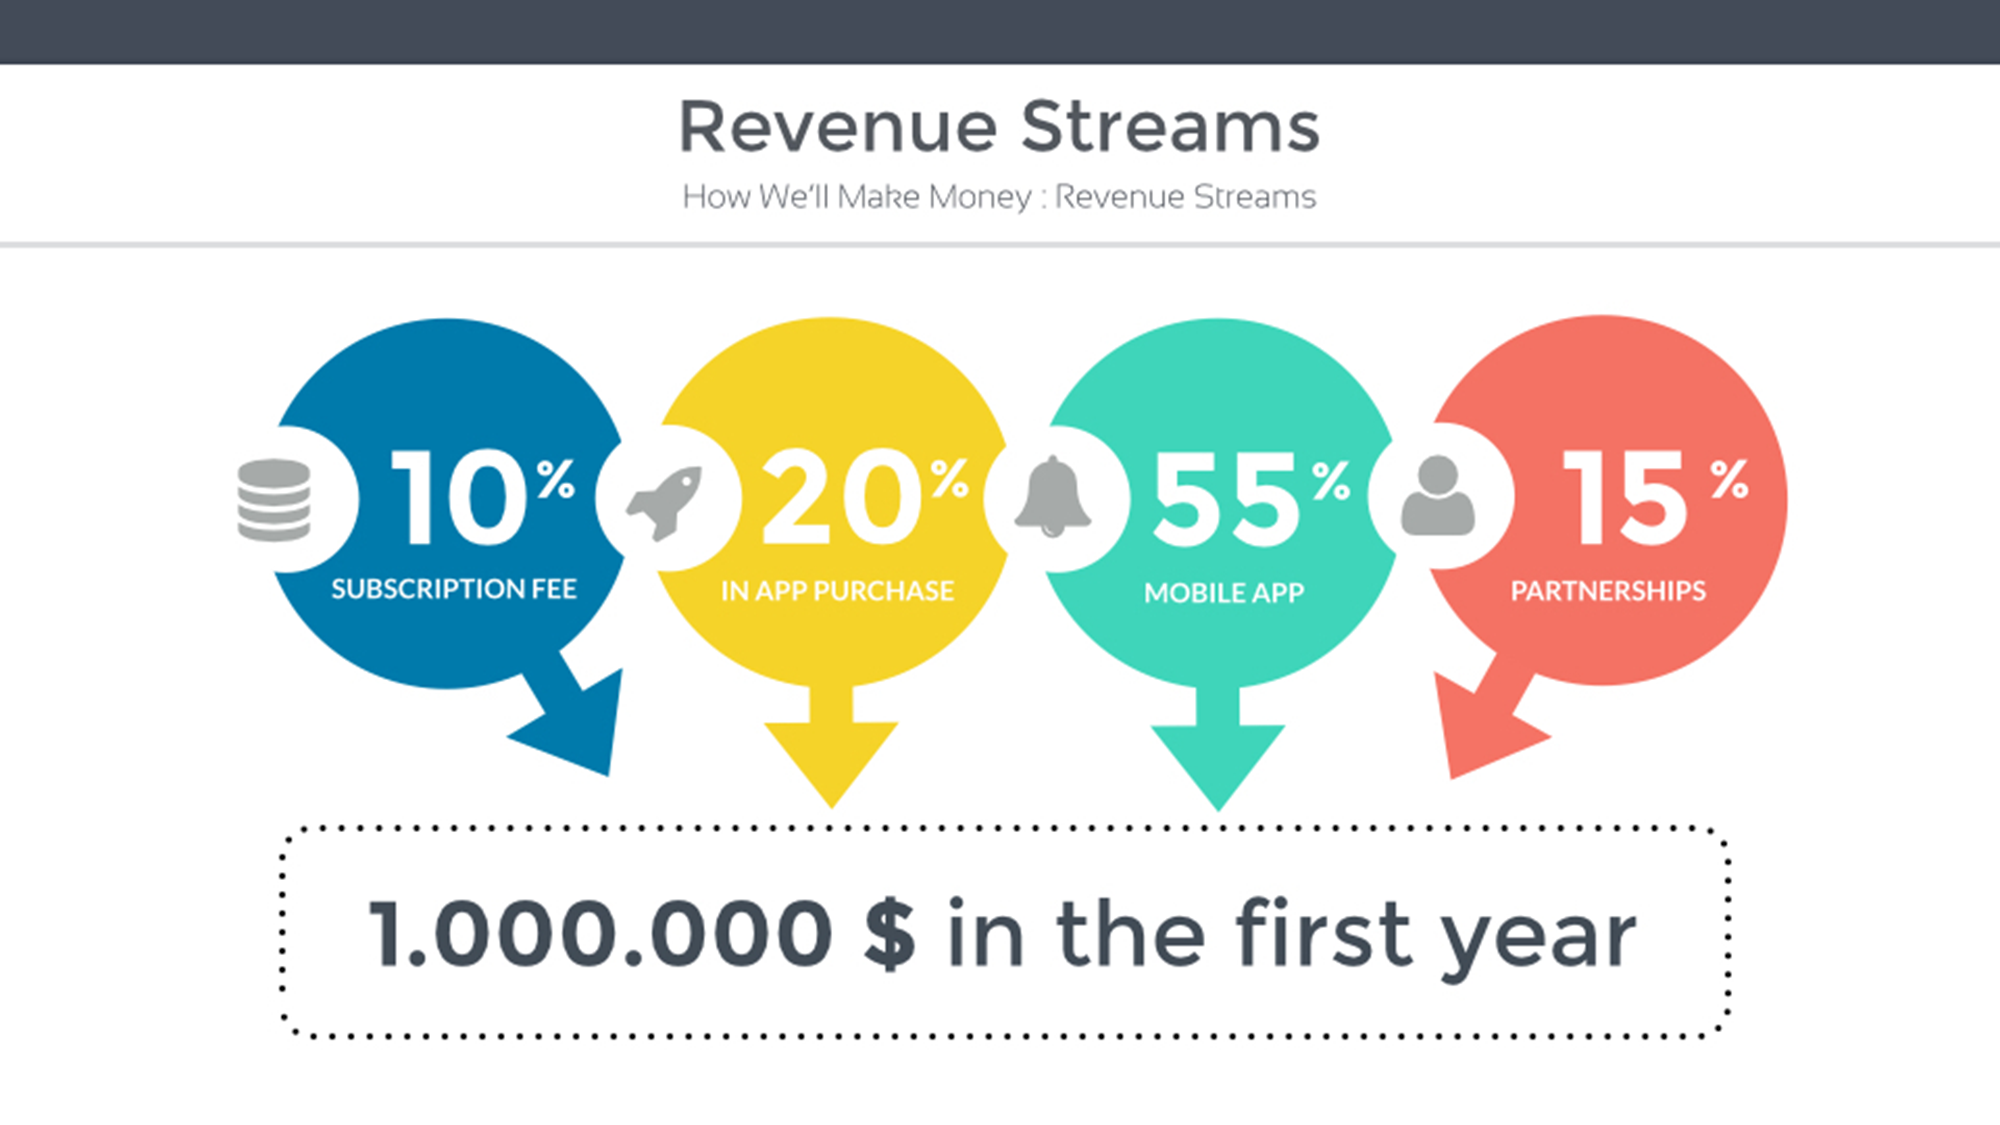 Revenue Streams
How We'll Make Money : Revenue Streams
10%
SUBSCRIPTION FEE
20%
IN APP PURCHASE
55%
MOBILE APP
15%
PARTNERSHIPS
1.000.000 $ in the first year